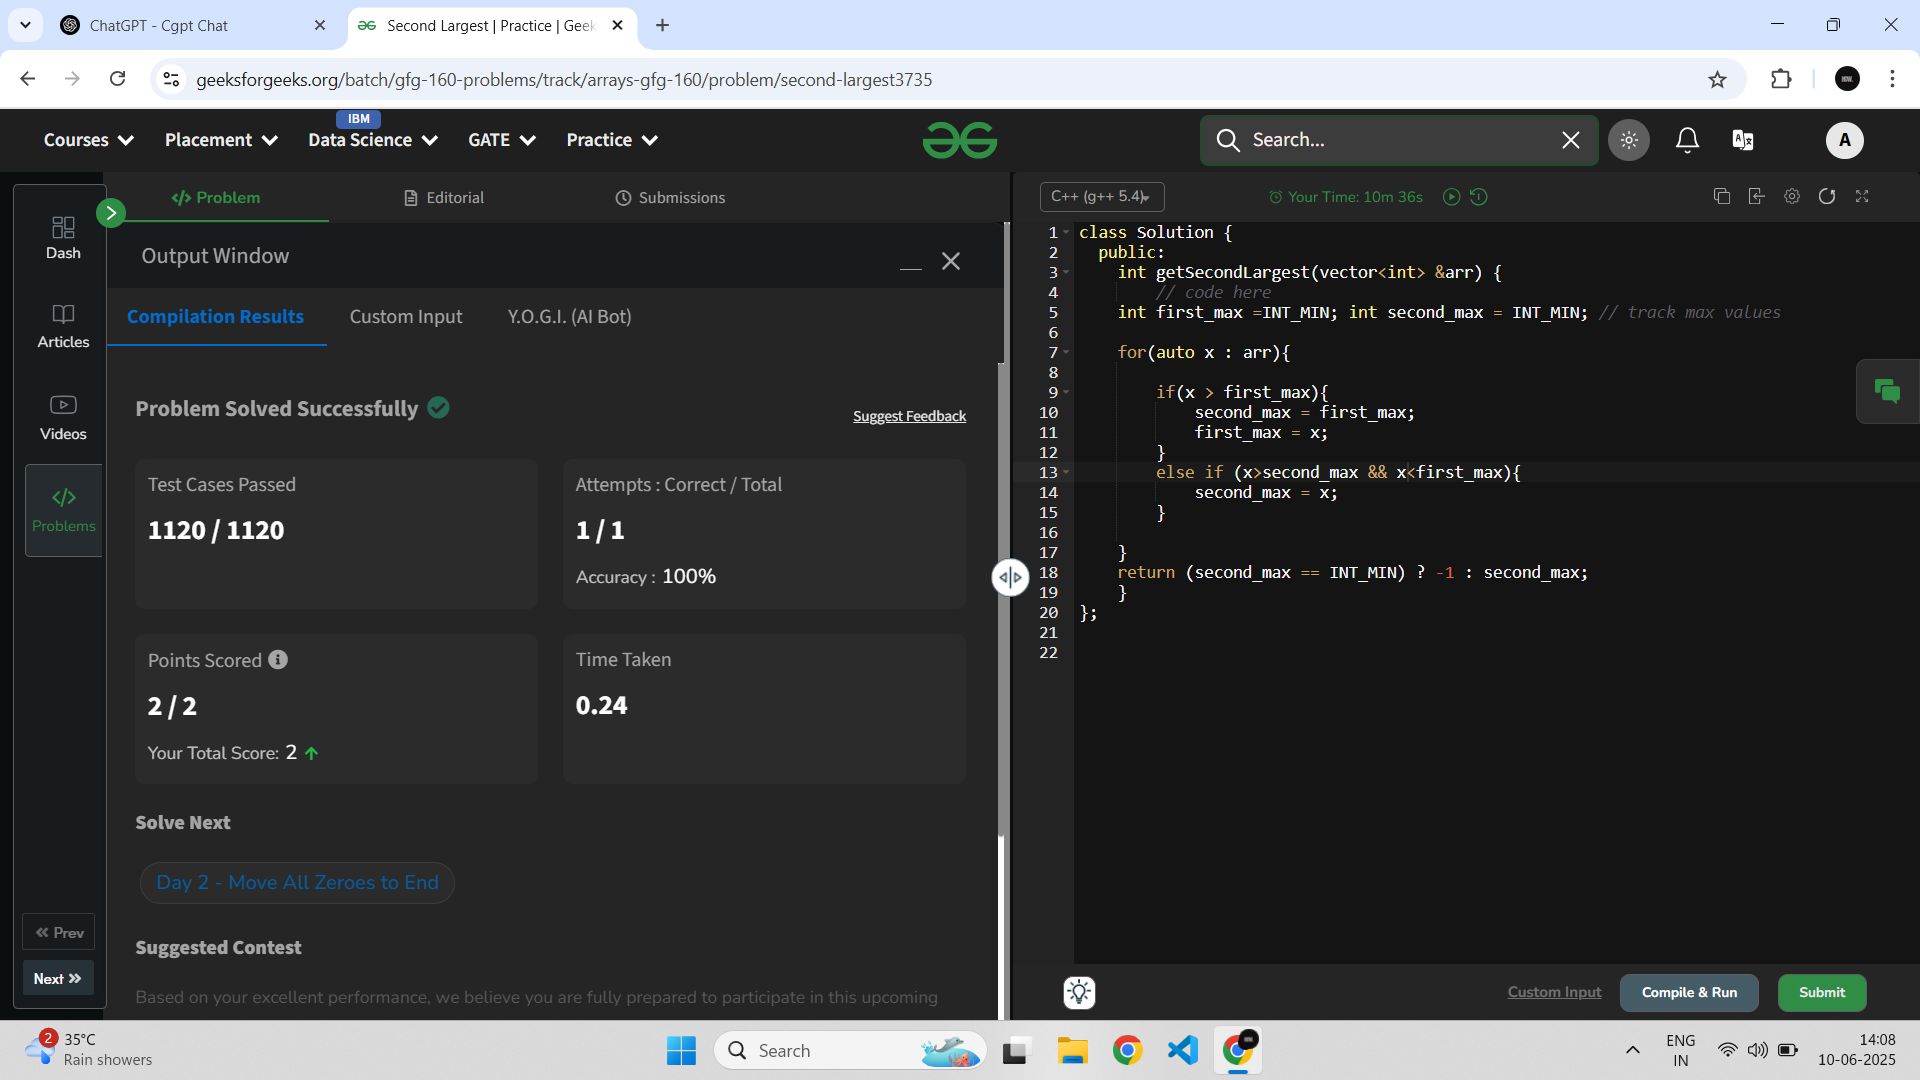 ChatGPT - Cgpt Chat
Second Largest | Practice | Geek
geeksforgeeks.org/batch/gfg-160-problems/track/arrays-gfg-160/problem/second-largest3735
IBM
Courses
Placement
Data Science
GATE
Practice
Search...
A
Problem
Editorial
Submissions
C++ (g++ 5.4)
Your Time: 10m 36s
Dash
Articles
Videos
Problems
Prev
Next
Output Window
Compilation Results
Custom Input
Y.O.G.I. (AI Bot)
Problem Solved Successfully
Suggest Feedback
Test Cases Passed
1120 / 1120
Attempts : Correct / Total
1 / 1
Accuracy : 100%
Points Scored
2 / 2
Your Total Score: 2
Time Taken
0.24
Solve Next
Day 2 - Move All Zeroes to End
Suggested Contest
Based on your excellent performance, we believe you are fully prepared to participate in this upcoming
1 class Solution {
2 public:
3 int getSecondLargest(vector<int> &arr) {
4 // code here
5 int first_max =INT_MIN; int second_max = INT_MIN; // track max values
6
7 for(auto x : arr){
8
9 if(x > first_max){
10 second_max = first_max;
11 first_max = x;
12 }
13 else if (x>second_max && x<first_max){
14 second_max = x;
15 }
16
17 }
18 return (second_max == INT_MIN) ? -1 : second_max;
19 }
20 };
21
22
Custom Input
Compile & Run
Submit
2
35°C
Rain showers
Search
ENG
IN
14:08
10-06-2025